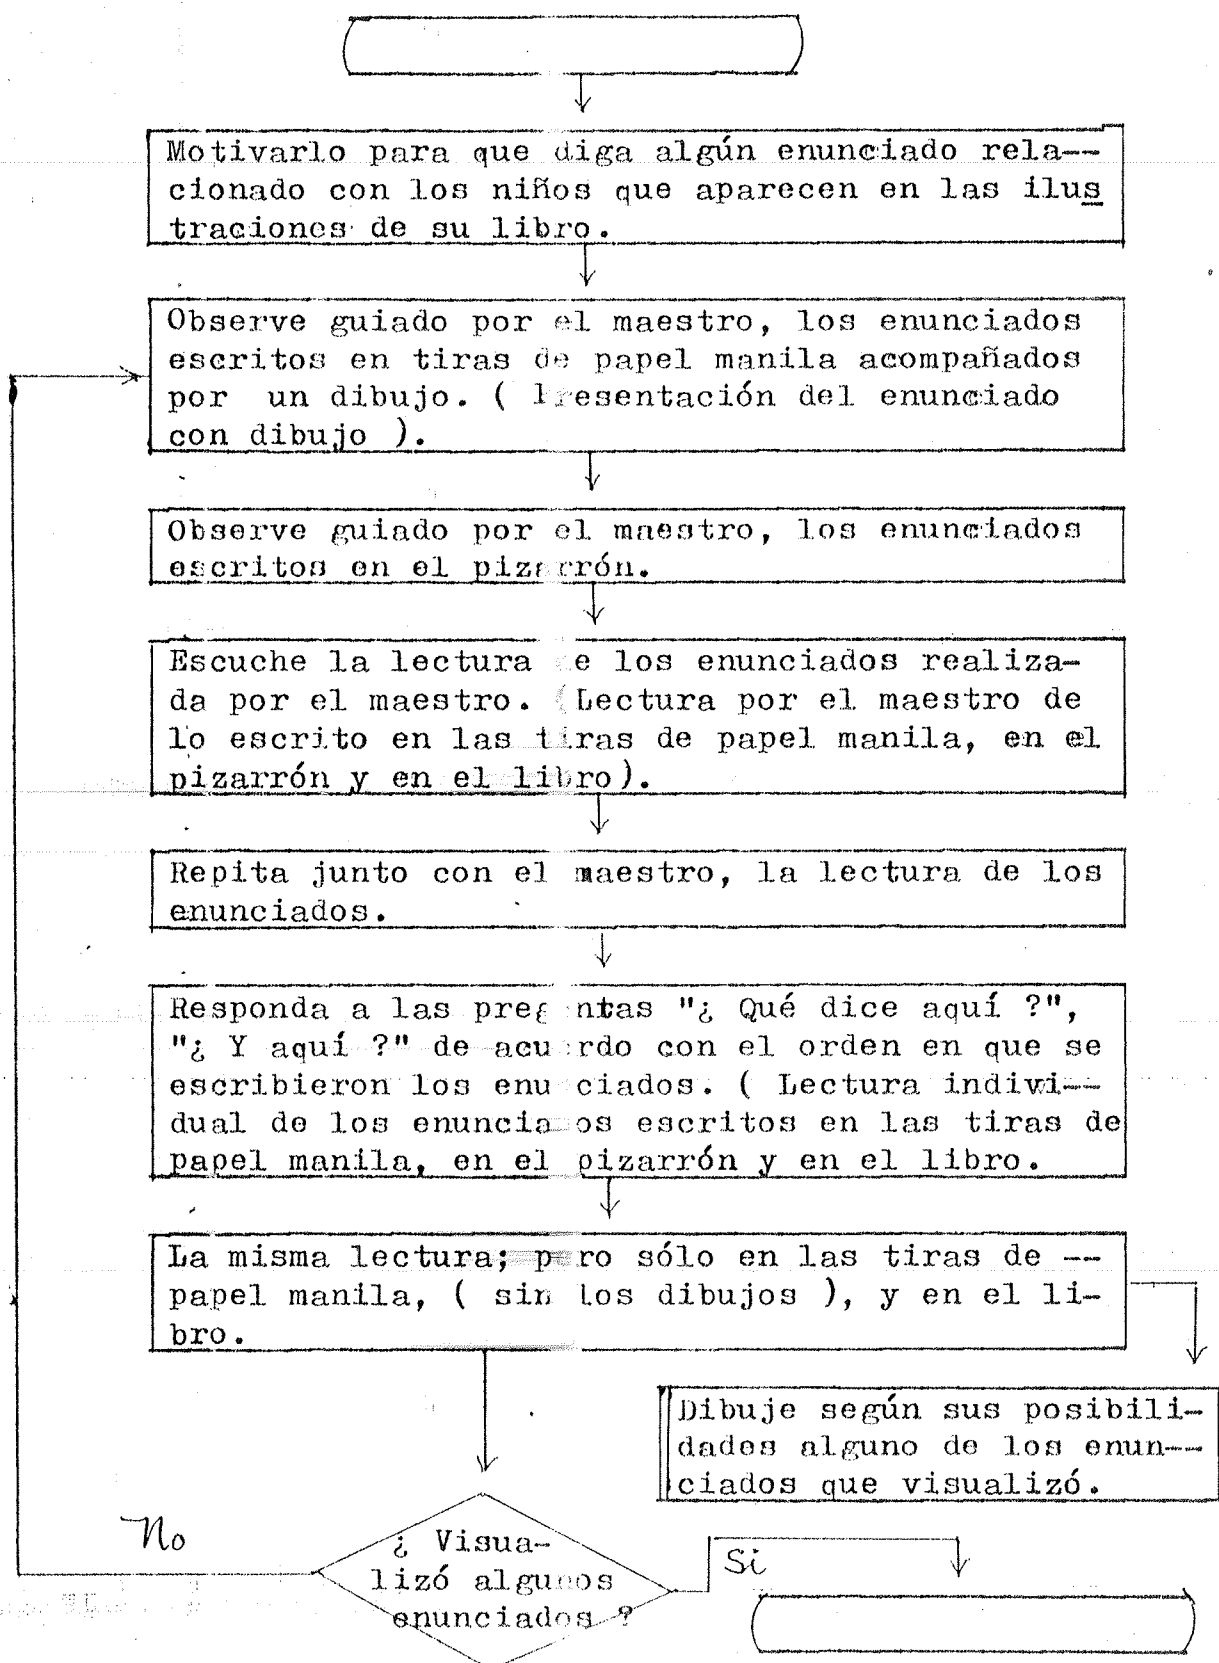 Motivarlo para que diga algún enunciado rela--
cionado con los niños que aparecen en las ilus
traciones de su libro.
Observe guiado por el maestro, los enunciados
escritos en tiras de papel manila acompañados
por un dibujo. ( Presentación del enunciado
con dibujo ).
Observe guiado por el maestro, los enunciados
escritos en el pizarrón.
Escuche la lectura de los enunciados realiza-
da por el maestro. (Lectura por el maestro de
lo escrito en las tiras de papel manila, en el
pizarrón y en el libro).
Repita junto con el maestro, la lectura de los
enunciados.
Responda a las preguntas "¿ Qué dice aquí ?",
"¿ Y aquí ?" de acuerdo con el orden en que se
escribieron los enunciados. ( Lectura indivi--
dual de los enunciados escritos en las tiras de
papel manila, en el pizarrón y en el libro.
La misma lectura; pero sólo en las tiras de --
papel manila, ( sin los dibujos ), y en el li-
bro.
Dibuje según sus posibili-
dades alguno de los enun--
ciados que visualizó.
No
¿ Visua-
lizó algunos
enunciados ?
Si